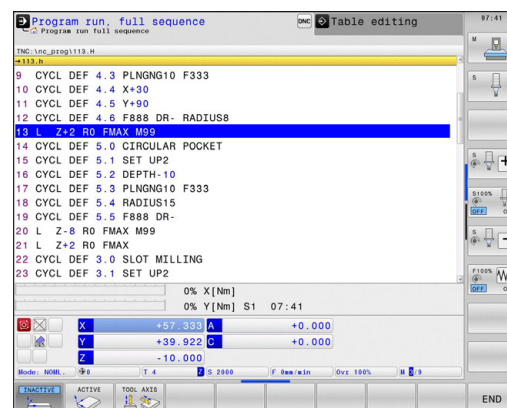 Program run, full sequence
DNC
Table editing
07:41
Program run full sequence
TNC:\nc_prog\113.H
→113.h
9 CYCL DEF 4.3 PLNGNG10 F333
10 CYCL DEF 4.4 X+30
11 CYCL DEF 4.5 Y+90
12 CYCL DEF 4.6 F888 DR- RADIUS8
13 L Z+2 R0 FMAX M99
14 CYCL DEF 5.0 CIRCULAR POCKET
15 CYCL DEF 5.1 SET UP2
16 CYCL DEF 5.2 DEPTH-10
17 CYCL DEF 5.3 PLNGNG10 F333
18 CYCL DEF 5.4 RADIUS15
19 CYCL DEF 5.5 F888 DR-
20 L Z-8 R0 FMAX M99
21 L Z+2 R0 FMAX
22 CYCL DEF 3.0 SLOT MILLING
23 CYCL DEF 3.1 SET UP2
0% X[Nm]
0% Y[Nm] S1 07:41
X +57.333 A +0.000
Y +39.922 C +0.000
Z -10.000
Mode: NOML. 0 T 4 Z S 2000 F 0mm/min Ovr 100% M 5/9
INACTIVE ACTIVE TOOL AXIS END
M
S
S
S100%
OFF
S
F100%
OFF